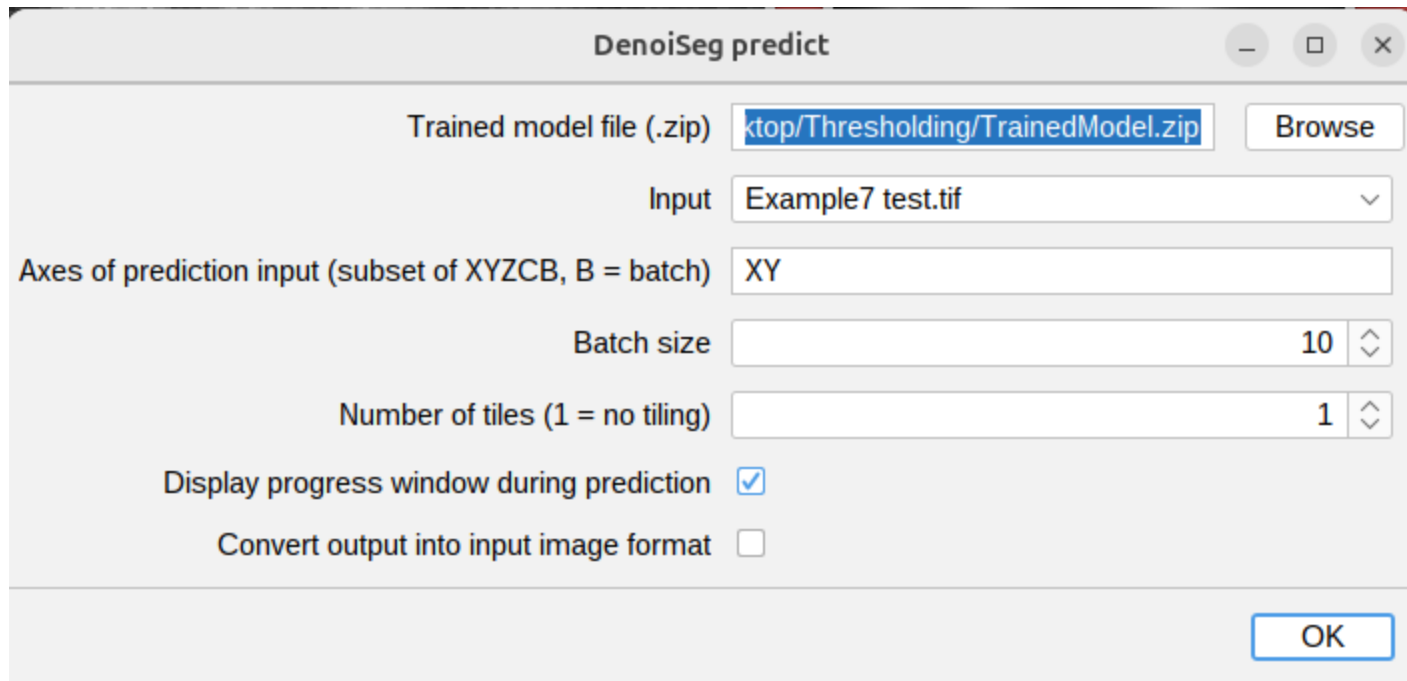 DenoiSeg predict
Trained model file (.zip) ktop/Thresholding/TrainedModel.zip Browse
Input Example7 test.tif
Axes of prediction input (subset of XYZCB, B = batch) XY
Batch size 10
Number of tiles (1 = no tiling) 1
Display progress window during prediction
Convert output into input image format
OK